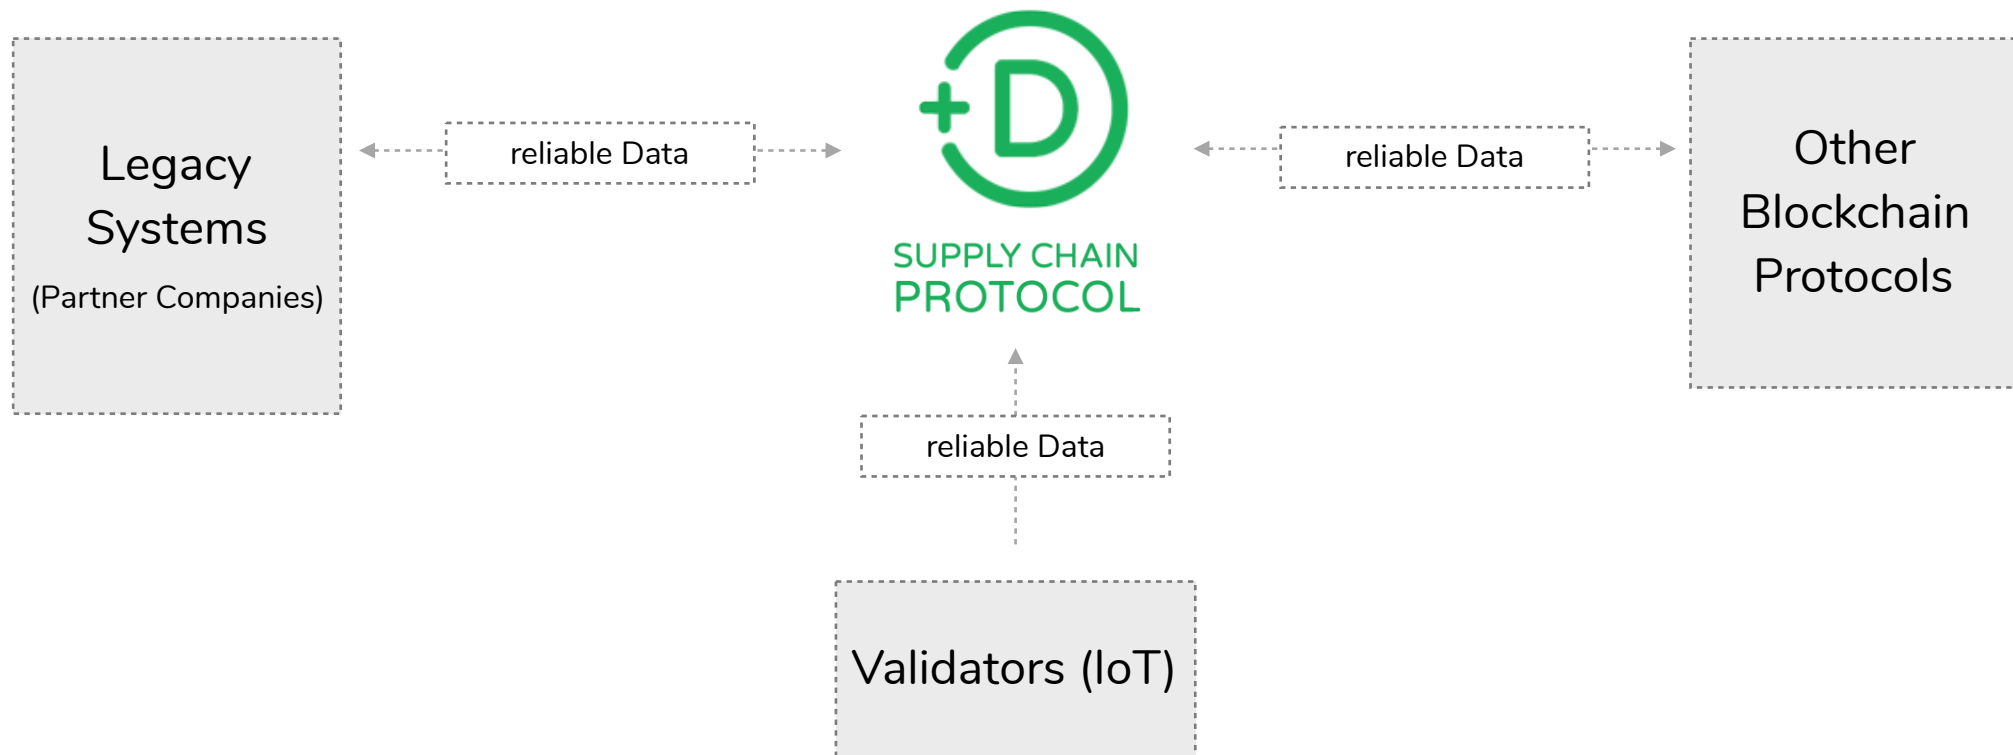 Legacy
Systems
(Partner Companies)
reliable Data
+D
SUPPLY CHAIN
PROTOCOL
reliable Data
Other
Blockchain
Protocols
reliable Data
Validators (IoT)